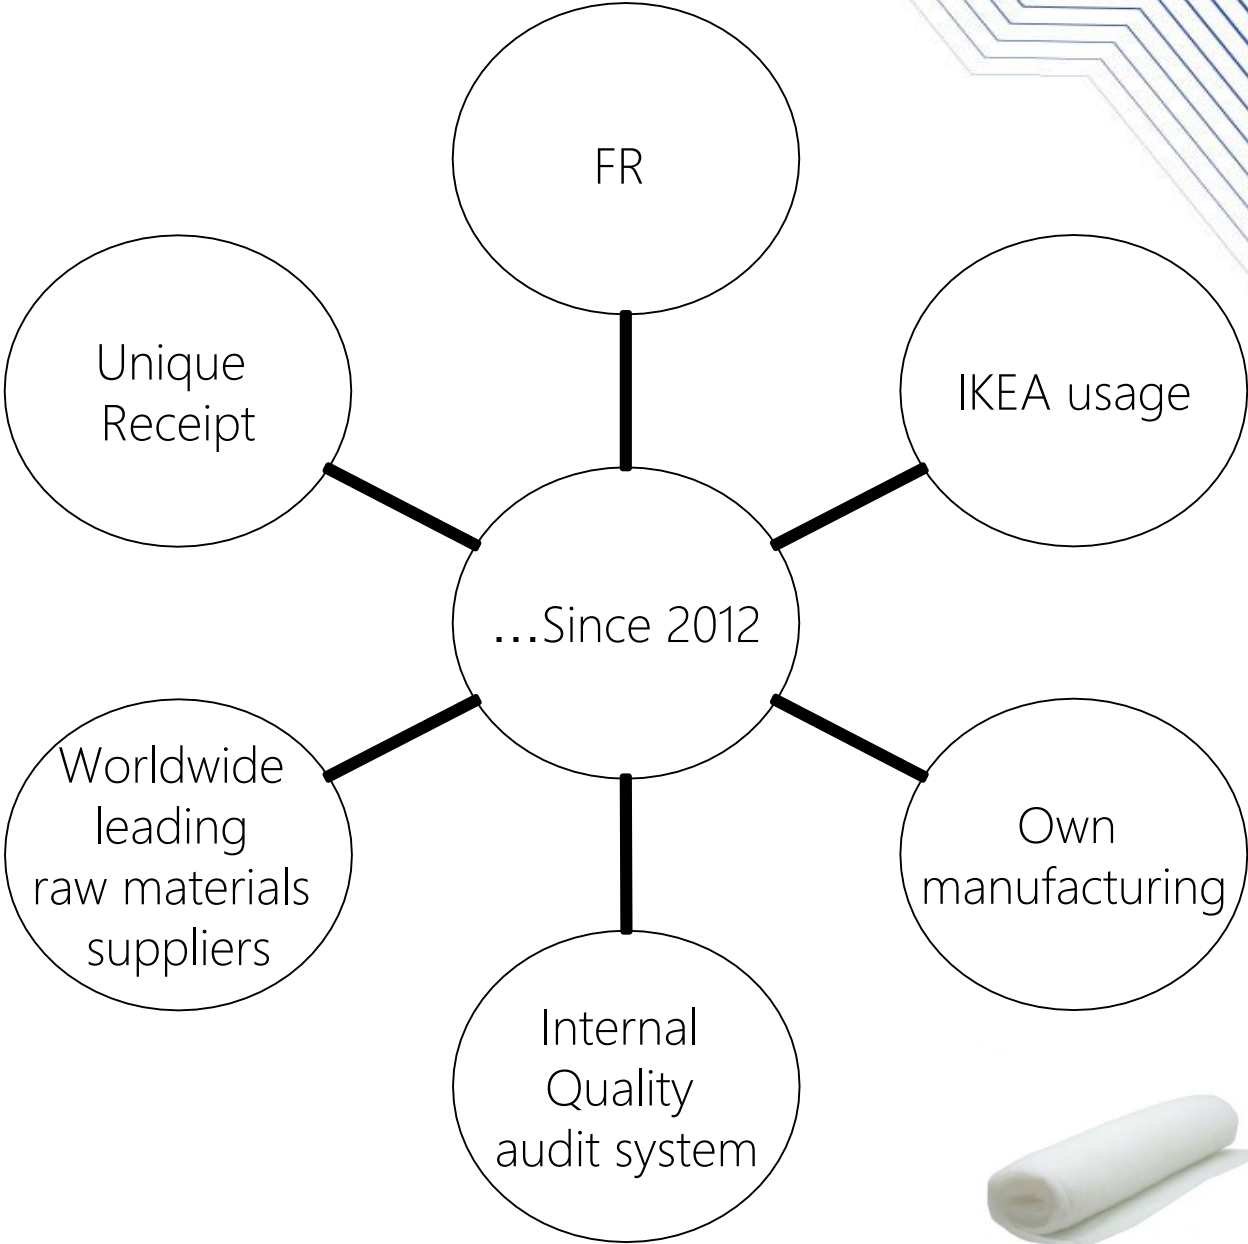 FR
Unique
Receipt
IKEA usage
...Since 2012
Worldwide
leading
raw materials
suppliers
Own
manufacturing
Internal
Quality
audit system